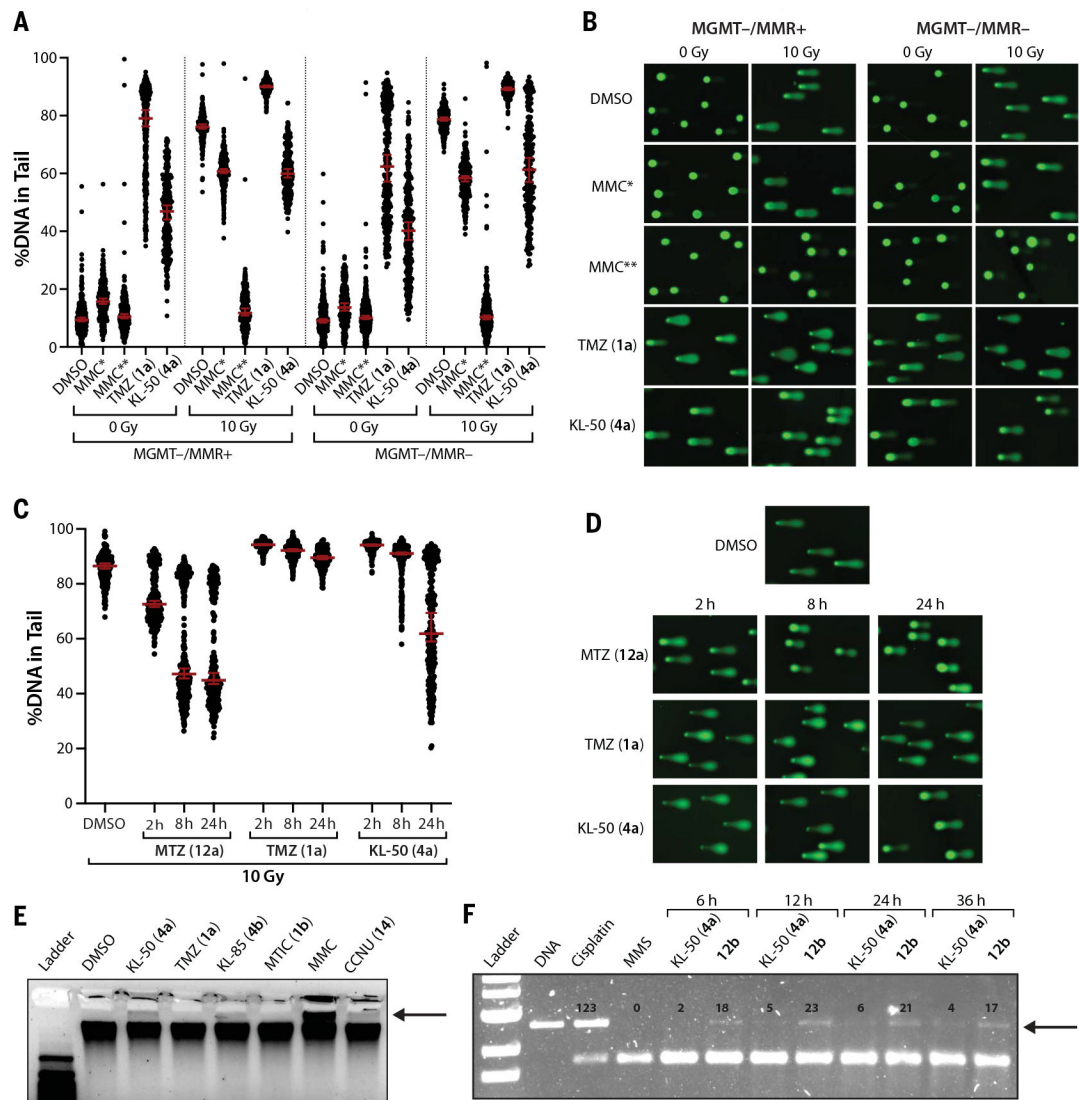 A
%DNA in Tail
100
80
60
40
20
0
DMSO
MMC*
MMC**
TMZ (1a)
KL-50 (4a)
DMSO
MMC*
MMC**
TMZ (1a)
KL-50 (4a)
DMSO
MMC*
MMC**
TMZ (1a)
KL-50 (4a)
DMSO
MMC*
MMC**
TMZ (1a)
KL-50 (4a)
0 Gy 10 Gy 0 Gy 10 Gy
MGMT–/MMR+ MGMT–/MMR–
B
MGMT–/MMR+ MGMT–/MMR–
0 Gy 10 Gy 0 Gy 10 Gy
DMSO
MMC*
MMC**
TMZ (1a)
KL-50 (4a)
C
%DNA in Tail
100
80
60
40
20
0
DMSO 2h 8h 24h 2h 8h 24h 2h 8h 24h
MTZ (12a) TMZ (1a) KL-50 (4a)
10 Gy
D
DMSO
2 h 8 h 24 h
MTZ (12a)
TMZ (1a)
KL-50 (4a)
E
Ladder
DMSO
KL-50 (4a)
TMZ (1a)
KL-85 (4b)
MTIC (1b)
MMC
CCNU (14)
F
6 h 12 h 24 h 36 h
Ladder
DNA
Cisplatin
MMS
KL-50 (4a)
12b
KL-50 (4a)
12b
KL-50 (4a)
12b
KL-50 (4a)
12b
123 0 2 18 5 23 6 21 4 17